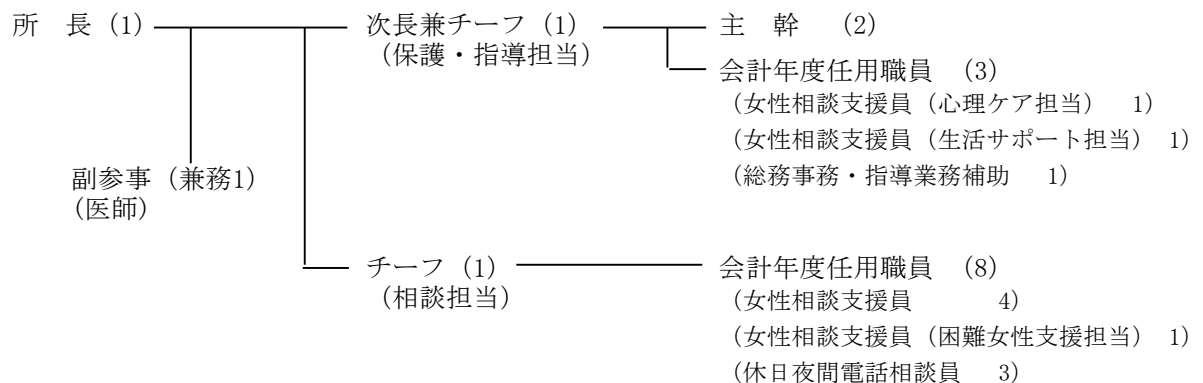 所　長（1）　次長兼チーフ（1）　主　幹　（2）
（保護・指導担当）
会計年度任用職員　（3）
（女性相談支援員（心理ケア担当）　1）
（女性相談支援員（生活サポート担当）　1）
（総務事務・指導業務補助　1）
副参事（兼務1）
（医師）
チーフ（1）　会計年度任用職員　（8）
（相談担当）
（女性相談支援員　4）
（女性相談支援員（困難女性支援担当）　1）
（休日夜間電話相談員　3）